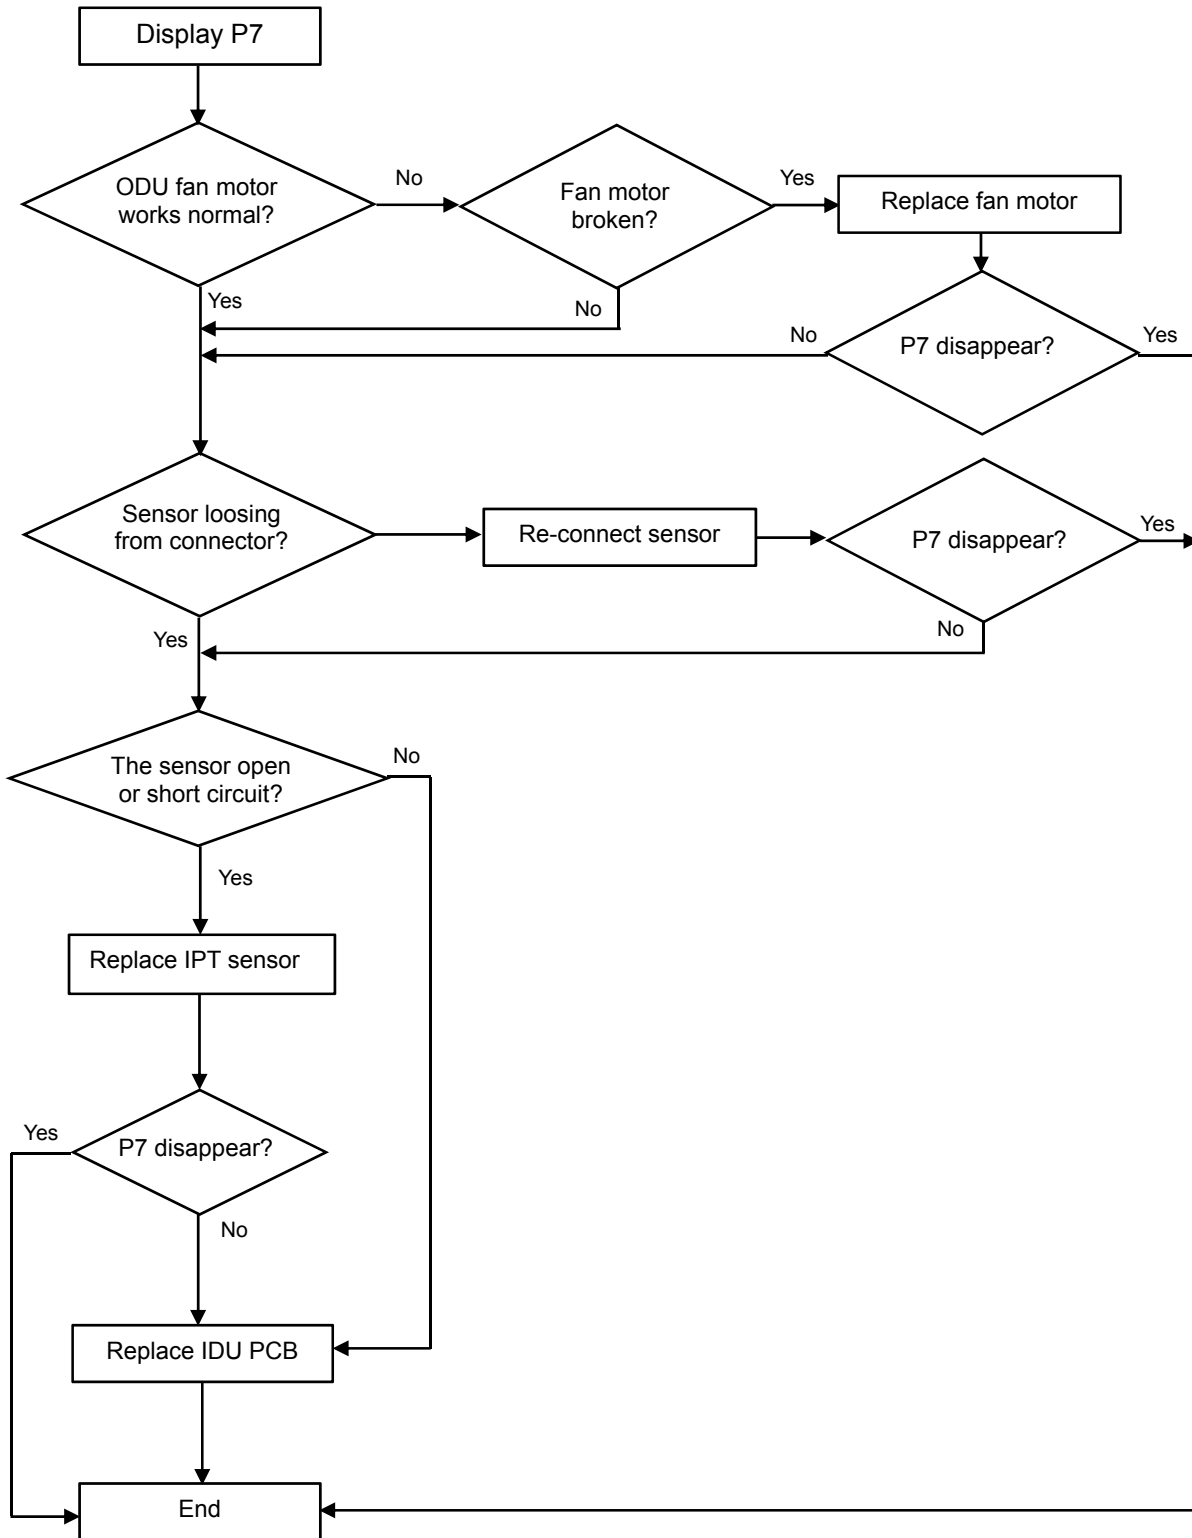 Display P7
ODU fan motor
works normal?
No
Fan motor
broken?
Yes
Replace fan motor
Yes
No
No
P7 disappear?
Yes
Sensor loosing
from connector?
Re-connect sensor
P7 disappear?
Yes
Yes
No
The sensor open
or short circuit?
No
Yes
Replace IPT sensor
Yes
P7 disappear?
No
Replace IDU PCB
End